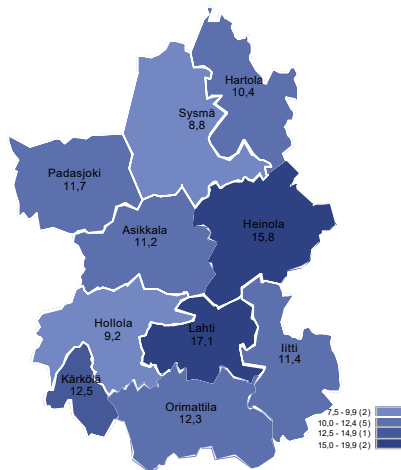 Hartola
10,4
Sysmä
8,8
Padasjoki
11,7
Asikkala
11,2
Heinola
15,8
Hollola
9,2
Lahti
17,1
Iitti
11,4
Kärkölä
12,5
Orimattila
12,3
7,5 - 9,9 (2)
10,0 - 12,4 (5)
12,5 - 14,9 (1)
15,0 - 19,9 (2)